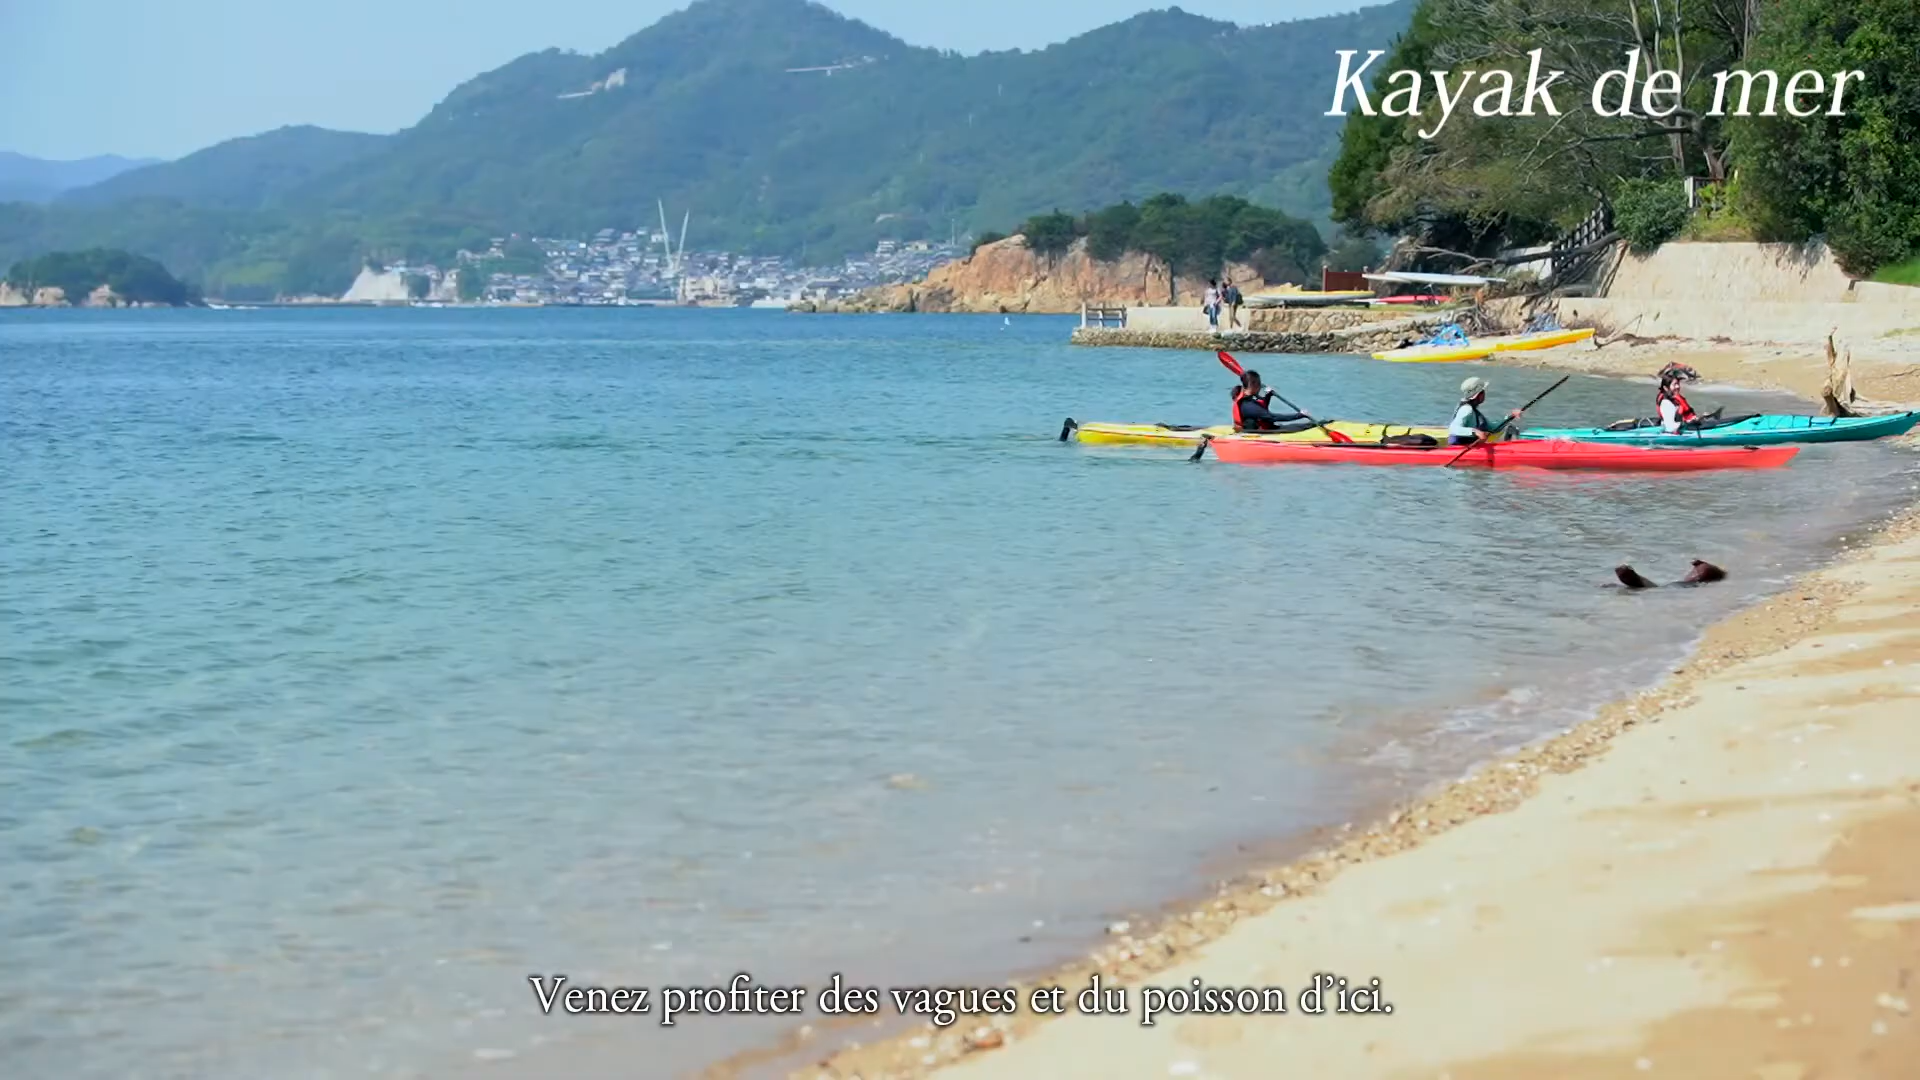 Kayak de mer
Venez profiter des vagues et du poisson d’ici.